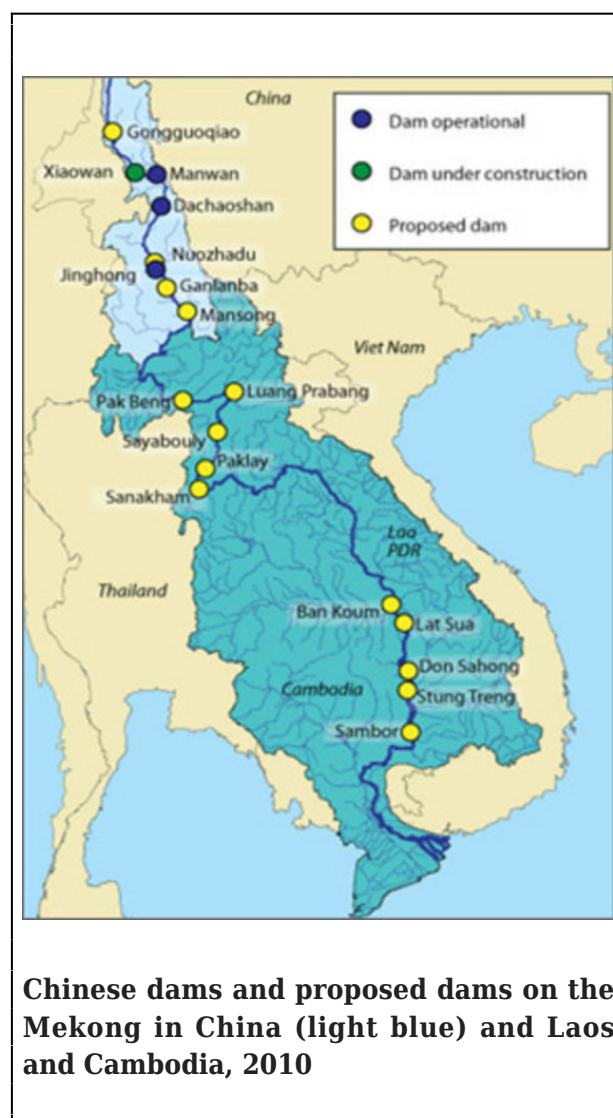 China
Dam operational
Dam under construction
Proposed dam
Gongguoqiao
Xiaowan
Manwan
Dachaoshan
Nuozhadu
Jinghong
Ganlanba
Mansong
Viet Nam
Luang Prabang
Pak Beng
Sayabouly
Paklay
Sanakham
Lao
PDR
Thailand
Ban Koum
Lat Sua
Don Sahong
Cambodia
Stung Treng
Sambor
Chinese dams and proposed dams on the
Mekong in China (light blue) and Laos
and Cambodia, 2010